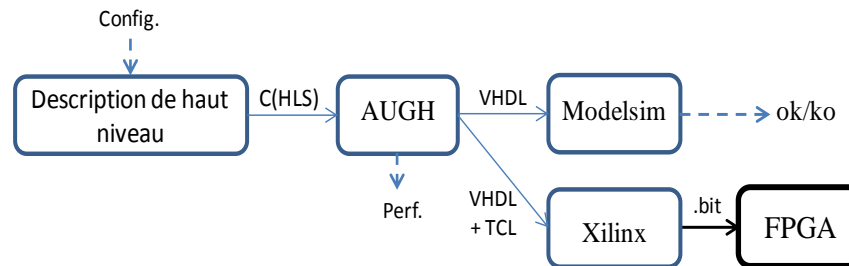 Config.
Description de haut
niveau
C(HLS)
AUGH
VHDL
Modelsim
ok/ko
Perf.
VHDL
+ TCL
Xilinx
.bit
FPGA